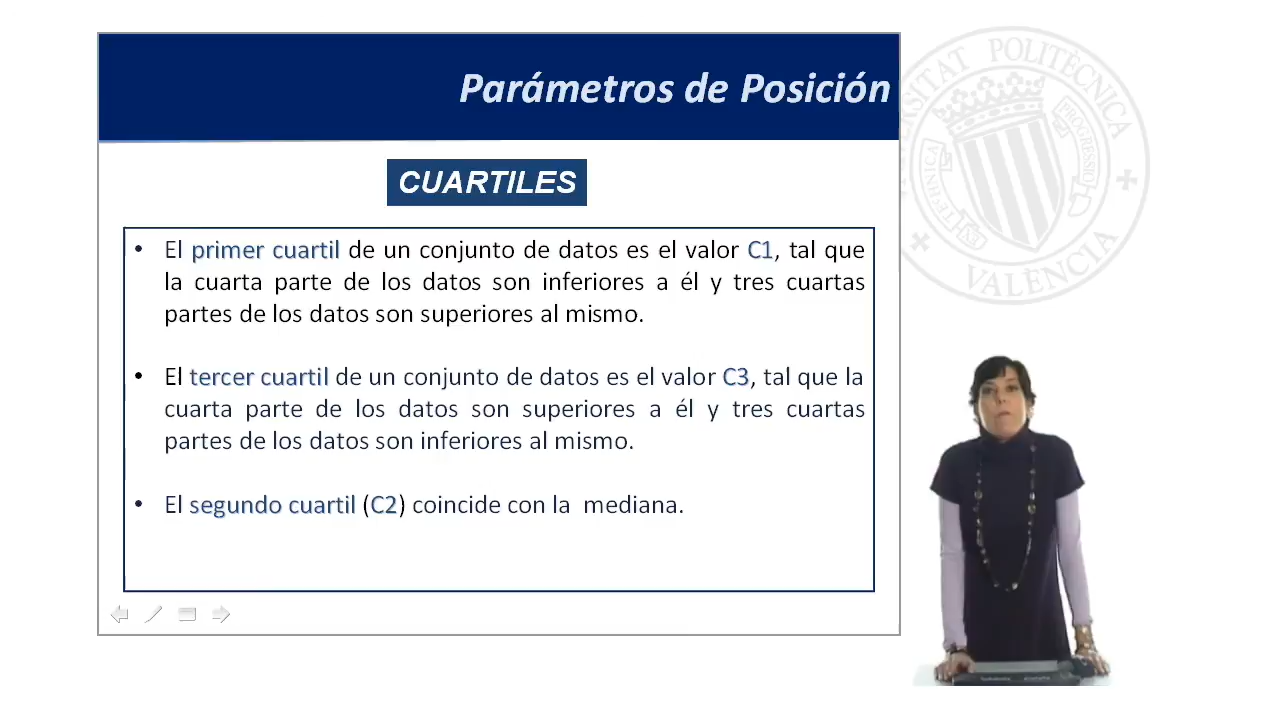 Parámetros de Posición
CUARTILES
• El primer cuartil de un conjunto de datos es el valor C1, tal que
la cuarta parte de los datos son inferiores a él y tres cuartas
partes de los datos son superiores al mismo.
• El tercer cuartil de un conjunto de datos es el valor C3, tal que la
cuarta parte de los datos son superiores a él y tres cuartas
partes de los datos son inferiores al mismo.
• El segundo cuartil (C2) coincide con la  mediana.
POLITÈCNICA
VALÈNCIA
TECHNICA
PROGRESSIO